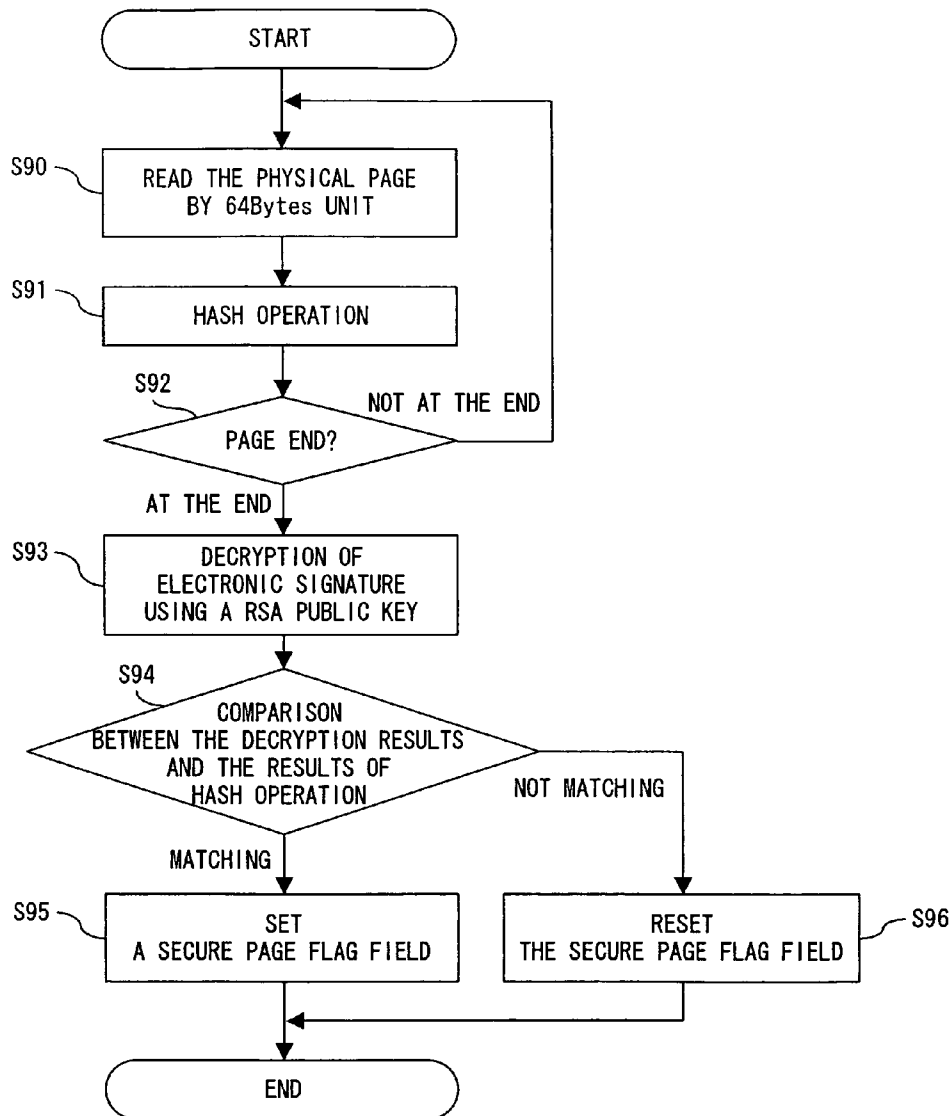 START
S90
READ THE PHYSICAL PAGE
BY 64Bytes UNIT
S91
HASH OPERATION
S92
NOT AT THE END
PAGE END?
AT THE END
S93
DECRYPTION OF
ELECTRONIC SIGNATURE
USING A RSA PUBLIC KEY
S94
COMPARISON
BETWEEN THE DECRYPTION RESULTS
AND THE RESULTS OF
HASH OPERATION
NOT MATCHING
MATCHING
S95
SET
A SECURE PAGE FLAG FIELD
RESET
THE SECURE PAGE FLAG FIELD
S96
END